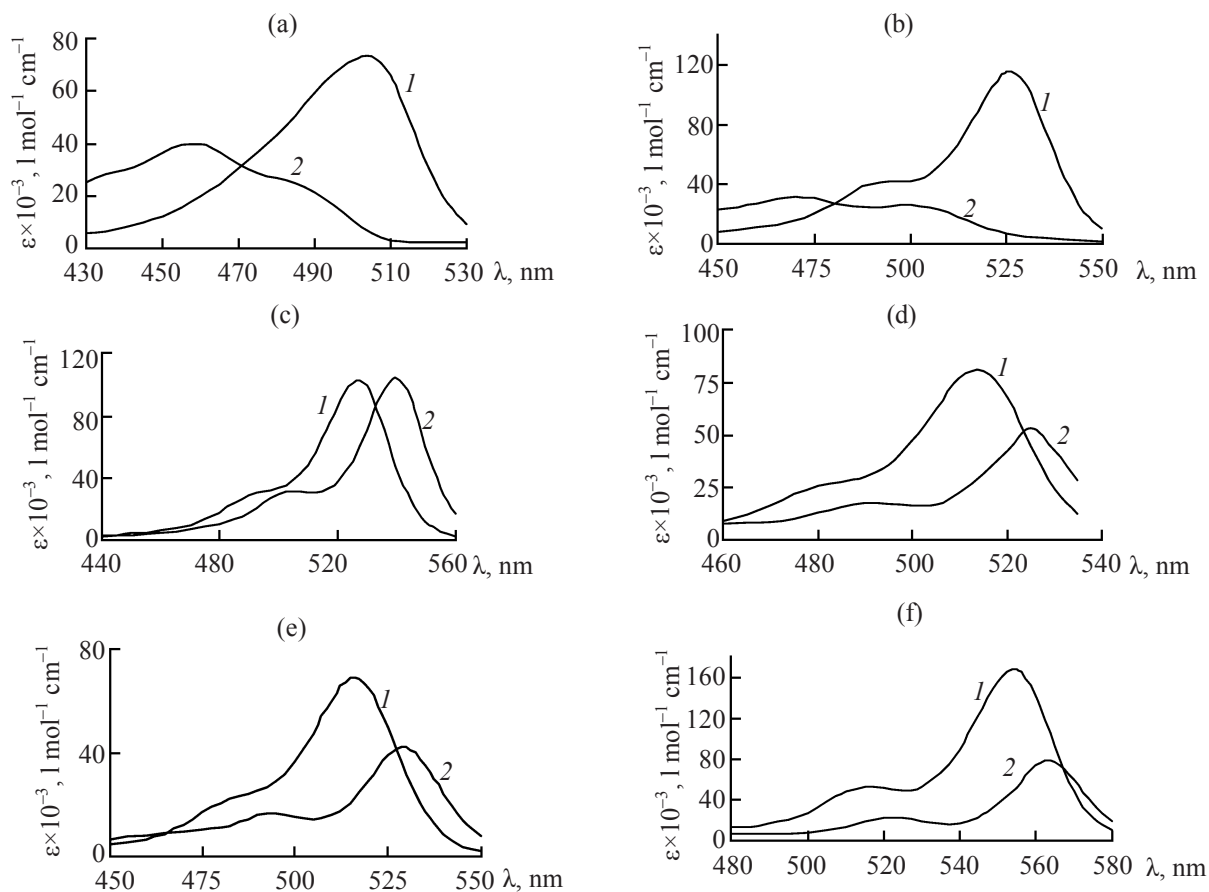 (a)
ε×10⁻³, l mol⁻¹ cm⁻¹
80
60
40
20
0
1
2
430 450 470 490 510 530 λ, nm
(b)
ε×10⁻³, l mol⁻¹ cm⁻¹
120
80
40
0
1
2
450 475 500 525 550 λ, nm
(c)
ε×10⁻³, l mol⁻¹ cm⁻¹
120
80
40
0
1
2
440 480 520 560 λ, nm
(d)
ε×10⁻³, l mol⁻¹ cm⁻¹
100
75
50
25
0
1
2
460 480 500 520 540 λ, nm
(e)
ε×10⁻³, l mol⁻¹ cm⁻¹
80
40
0
1
2
450 475 500 525 550 λ, nm
(f)
ε×10⁻³, l mol⁻¹ cm⁻¹
160
120
80
40
0
1
2
480 500 520 540 560 580 λ, nm